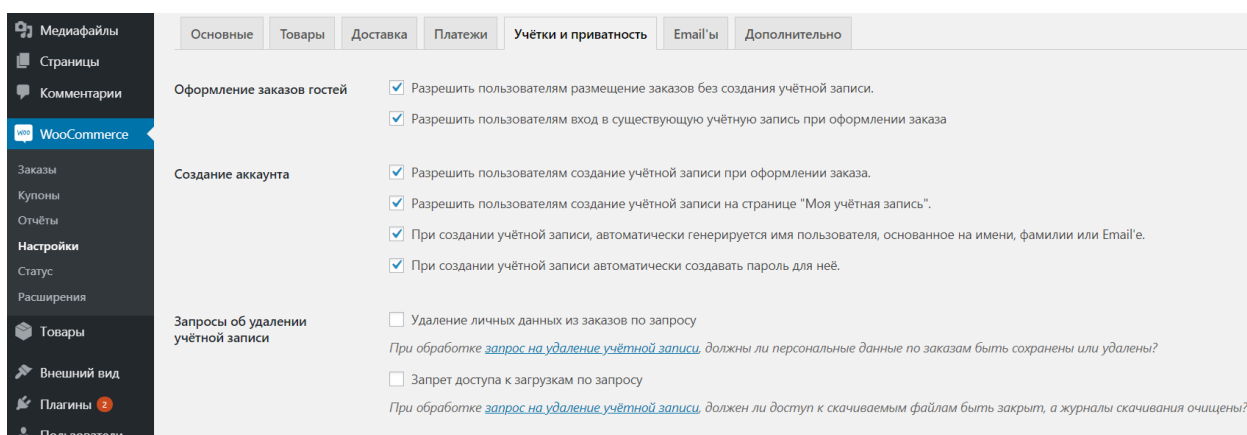 Медиафайлы
Страницы
Комментарии
WooCommerce
Заказы
Купоны
Отчёты
Настройки
Статус
Расширения
Товары
Внешний вид
Плагины 2
Пользователи
Основные Товары Доставка Платежи Учётки и приватность Email'ы Дополнительно
Оформление заказов гостей
Разрешить пользователям размещение заказов без создания учётной записи.
Разрешить пользователям вход в существующую учётную запись при оформлении заказа
Создание аккаунта
Разрешить пользователям создание учётной записи при оформлении заказа.
Разрешить пользователям создание учётной записи на странице "Моя учётная запись".
При создании учётной записи, автоматически генерируется имя пользователя, основанное на имени, фамилии или Email'е.
При создании учётной записи автоматически создавать пароль для неё.
Запросы об удалении
учётной записи
Удаление личных данных из заказов по запросу
При обработке запрос на удаление учётной записи, должны ли персональные данные по заказам быть сохранены или удалены?
Запрет доступа к загрузкам по запросу
При обработке запрос на удаление учётной записи, должен ли доступ к скачиваемым файлам быть закрыт, а журналы скачивания очищены?